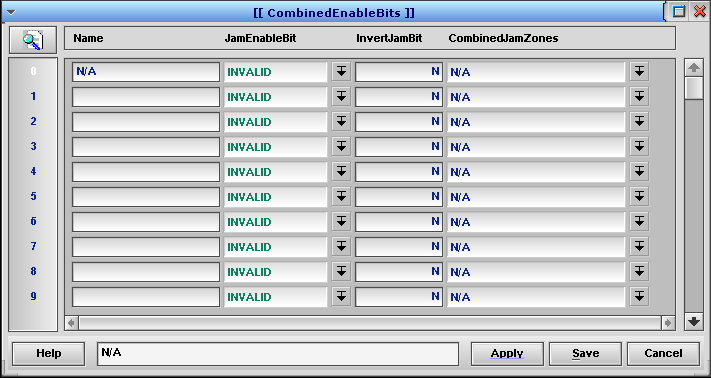 [[ CombinedEnableBits ]]
Name JamEnableBit InvertJamBit CombinedJamZones
0 N/A INVALID N N/A
1 INVALID N N/A
2 INVALID N N/A
3 INVALID N N/A
4 INVALID N N/A
5 INVALID N N/A
6 INVALID N N/A
7 INVALID N N/A
8 INVALID N N/A
9 INVALID N N/A
Help N/A Apply Save Cancel